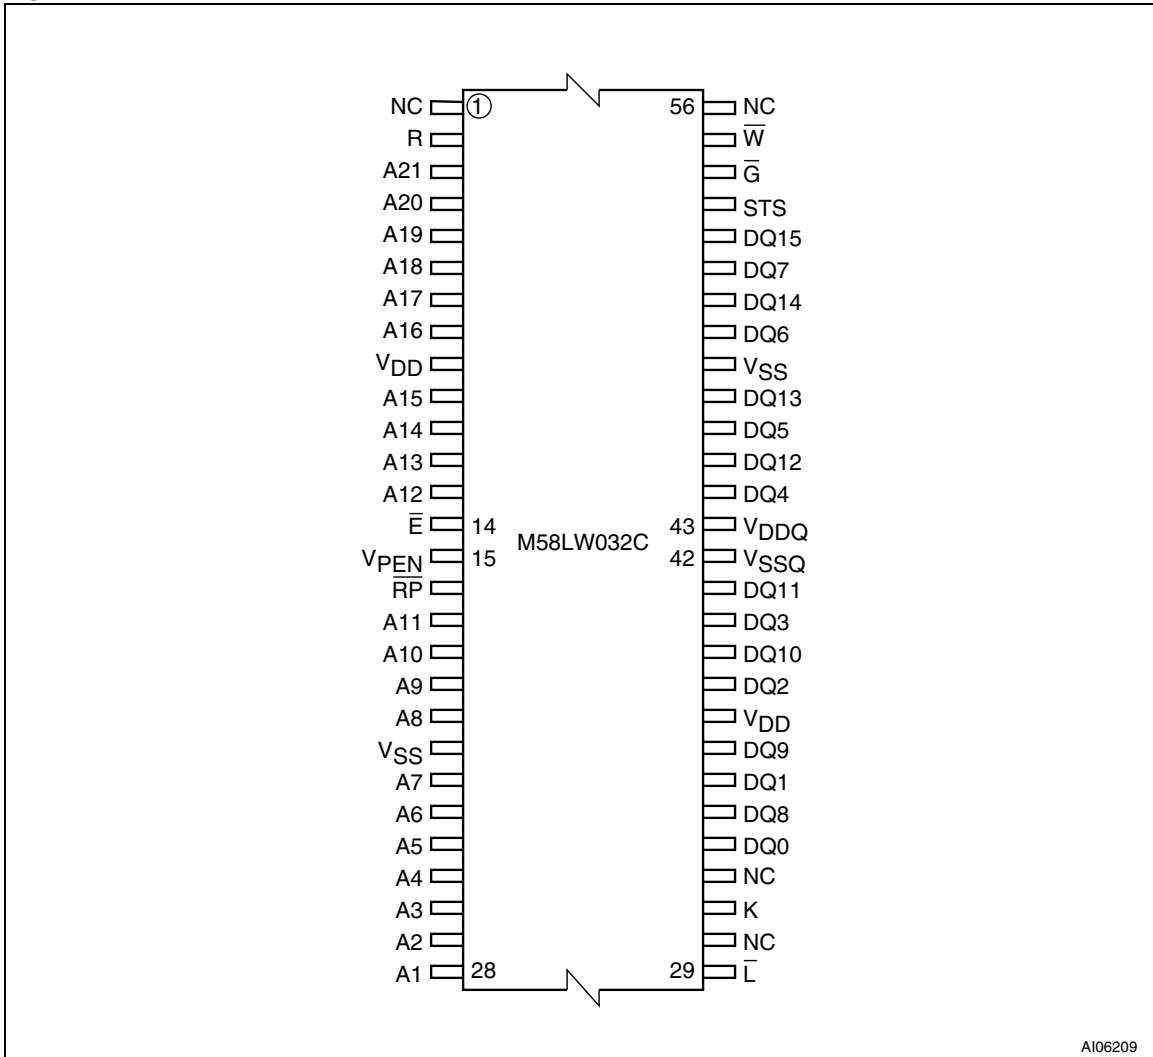 NC 1 56 NC
R W̅
A21 G̅
A20 STS
A19 DQ15
A18 DQ7
A17 DQ14
A16 DQ6
VDD VSS
A15 DQ13
A14 DQ5
A13 DQ12
A12 DQ4
E̅ 14 43 VDDQ
M58LW032C
VPEN 15 42 VSSQ
R̅P̅ DQ11
A11 DQ3
A10 DQ10
A9 DQ2
A8 VDD
VSS DQ9
A7 DQ1
A6 DQ8
A5 DQ0
A4 NC
A3 K
A2 NC
A1 28 29 L̅
AI06209